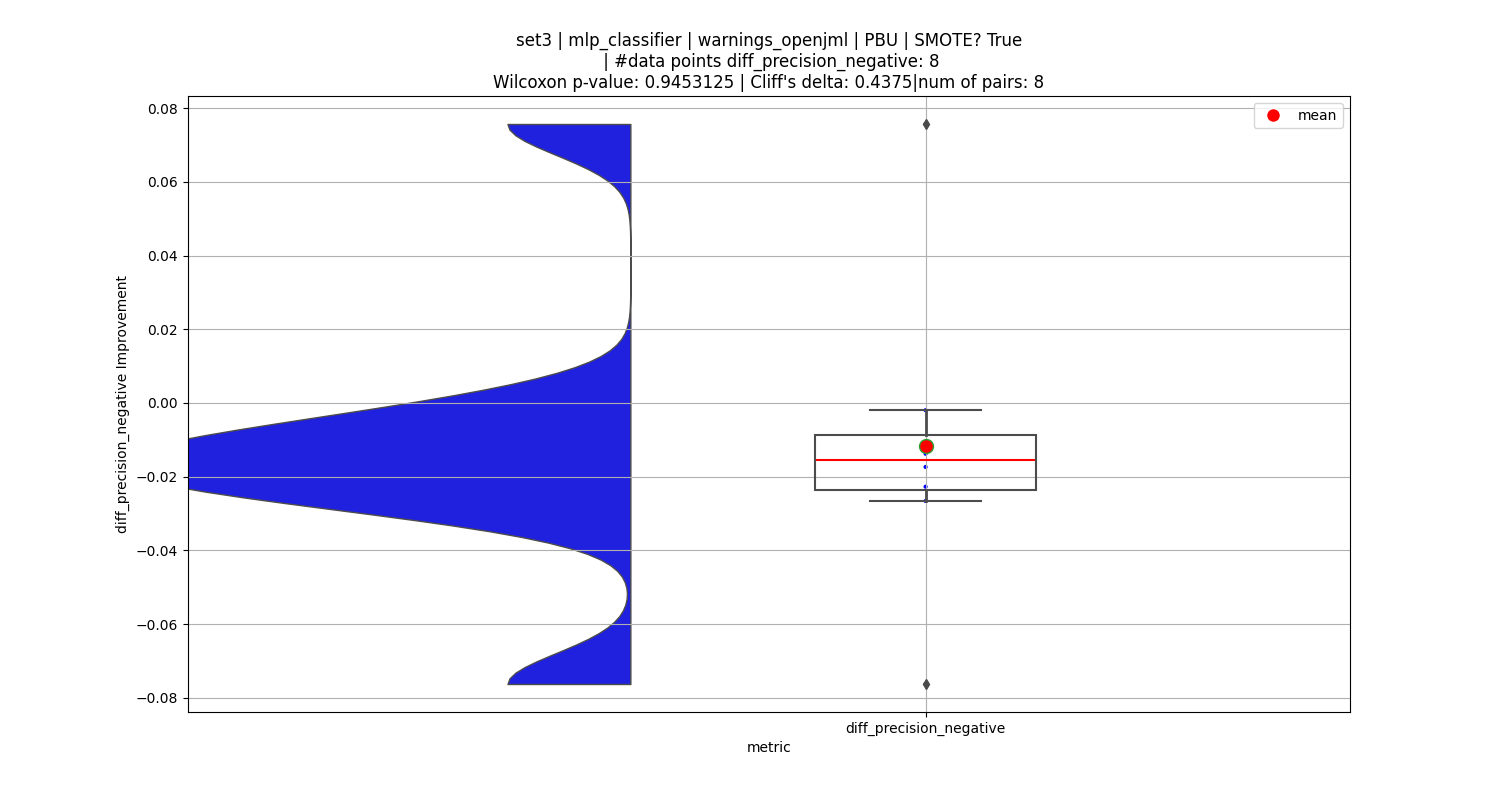 set3 | mlp_classifier | warnings_openjml | PBU | SMOTE? True
| #data points diff_precision_negative: 8
Wilcoxon p-value: 0.9453125 | Cliff's delta: 0.4375|num of pairs: 8
mean
0.08
0.06
0.04
0.02
0.00
−0.02
−0.04
−0.06
−0.08
diff_precision_negative Improvement
diff_precision_negative
metric